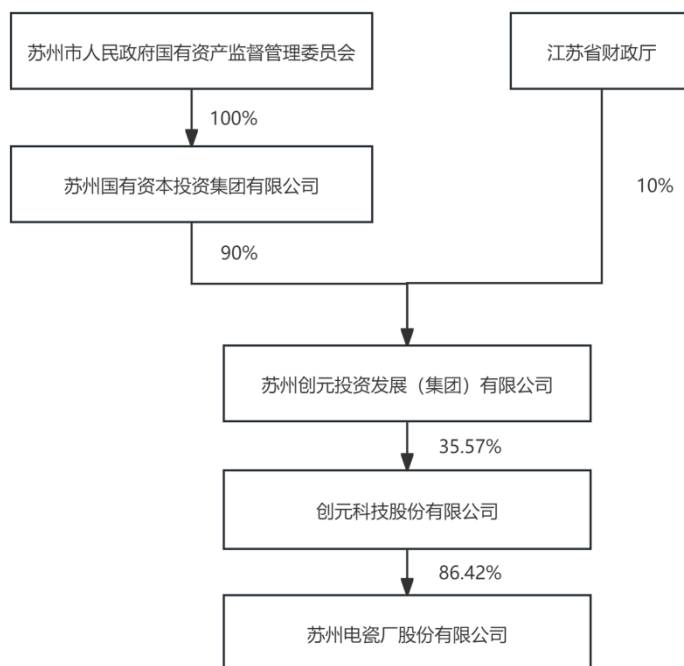 苏州市人民政府国有资产监督管理委员会
江苏省财政厅
100%
苏州国有资本投资集团有限公司
10%
90%
苏州创元投资发展（集团）有限公司
35.57%
创元科技股份有限公司
86.42%
苏州电瓷厂股份有限公司